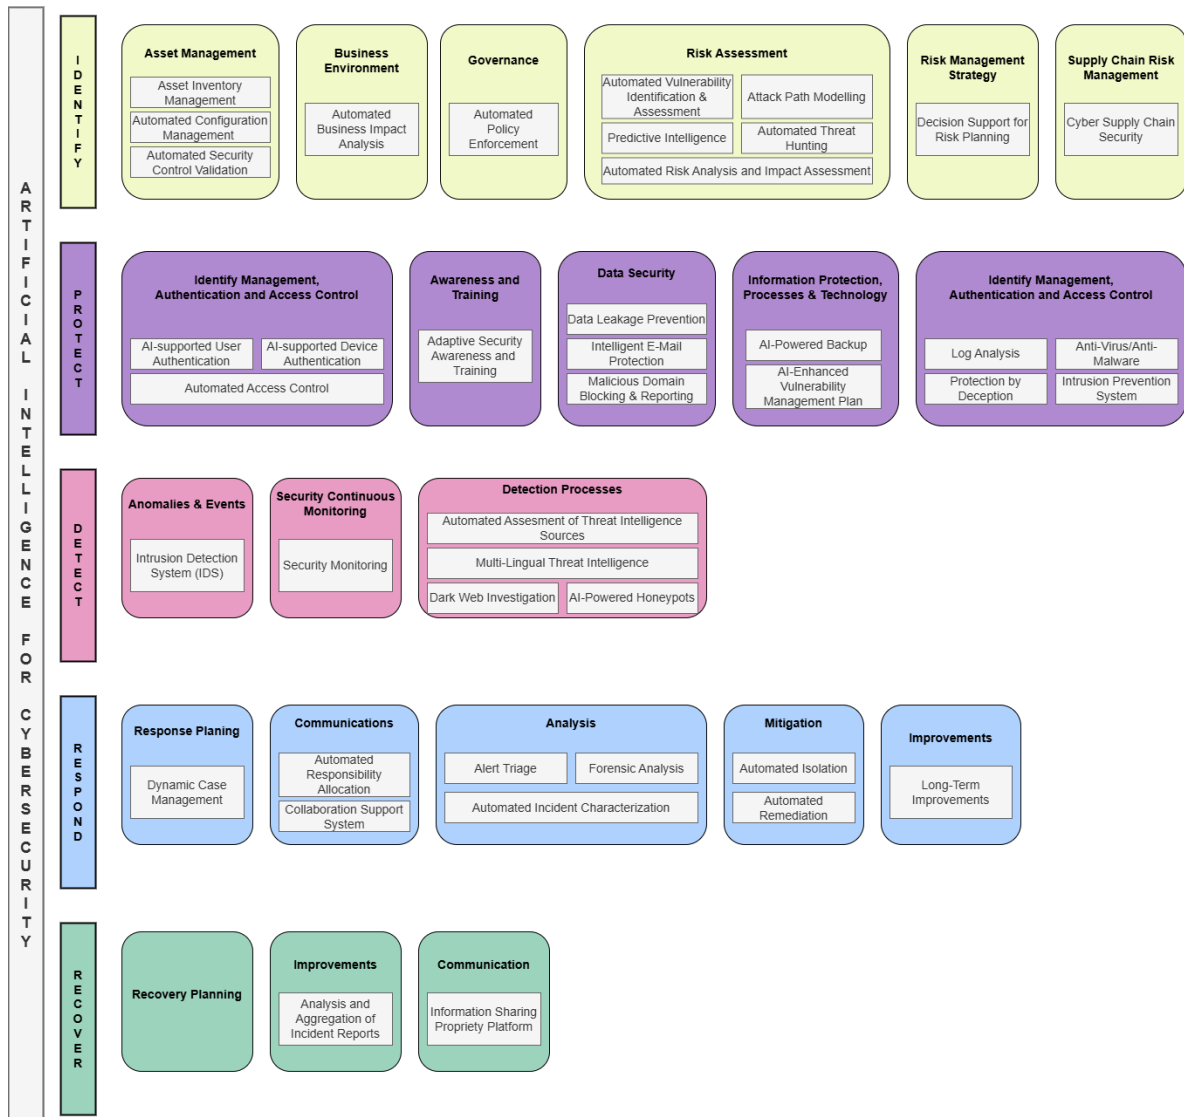 ARTIFICIAL INTELLIGENCE FOR CYBERSECURITY
IDENTIFY
Asset Management
Asset Inventory
Management
Automated Configuration
Management
Automated Security
Control Validation
Business
Environment
Automated
Business Impact
Analysis
Governance
Automated
Policy
Enforcement
Risk Assessment
Automated Vulnerability
Identification &
Assessment
Attack Path Modelling
Predictive Intelligence
Automated Threat
Hunting
Automated Risk Analysis and Impact Assessment
Risk Management
Strategy
Decision Support for
Risk Planning
Supply Chain Risk
Management
Cyber Supply Chain
Security
PROTECT
Identify Management,
Authentication and Access Control
AI-supported User
Authentication
AI-supported Device
Authentication
Automated Access Control
Awareness and
Training
Adaptive Security
Awareness and
Training
Data Security
Data Leakage Prevention
Intelligent E-Mail
Protection
Malicious Domain
Blocking & Reporting
Information Protection,
Processes & Technology
AI-Powered Backup
AI-Enhanced
Vulnerability
Management Plan
Identify Management,
Authentication and Access Control
Log Analysis
Anti-Virus/Anti-
Malware
Protection by
Deception
Intrusion Prevention
System
DETECT
Anomalies & Events
Intrusion Detection
System (IDS)
Security Continuous
Monitoring
Security Monitoring
Detection Processes
Automated Assesment of Threat Intelligence
Sources
Multi-Lingual Threat Intelligence
Dark Web Investigation
AI-Powered Honeypots
RESPOND
Response Planing
Dynamic Case
Management
Communications
Automated
Responsibility
Allocation
Collaboration Support
System
Analysis
Alert Triage
Forensic Analysis
Automated Incident Characterization
Mitigation
Automated Isolation
Automated
Remediation
Improvements
Long-Term
Improvements
RECOVER
Recovery Planning
Improvements
Analysis and
Aggregation of
Incident Reports
Communication
Information Sharing
Propriety Platform